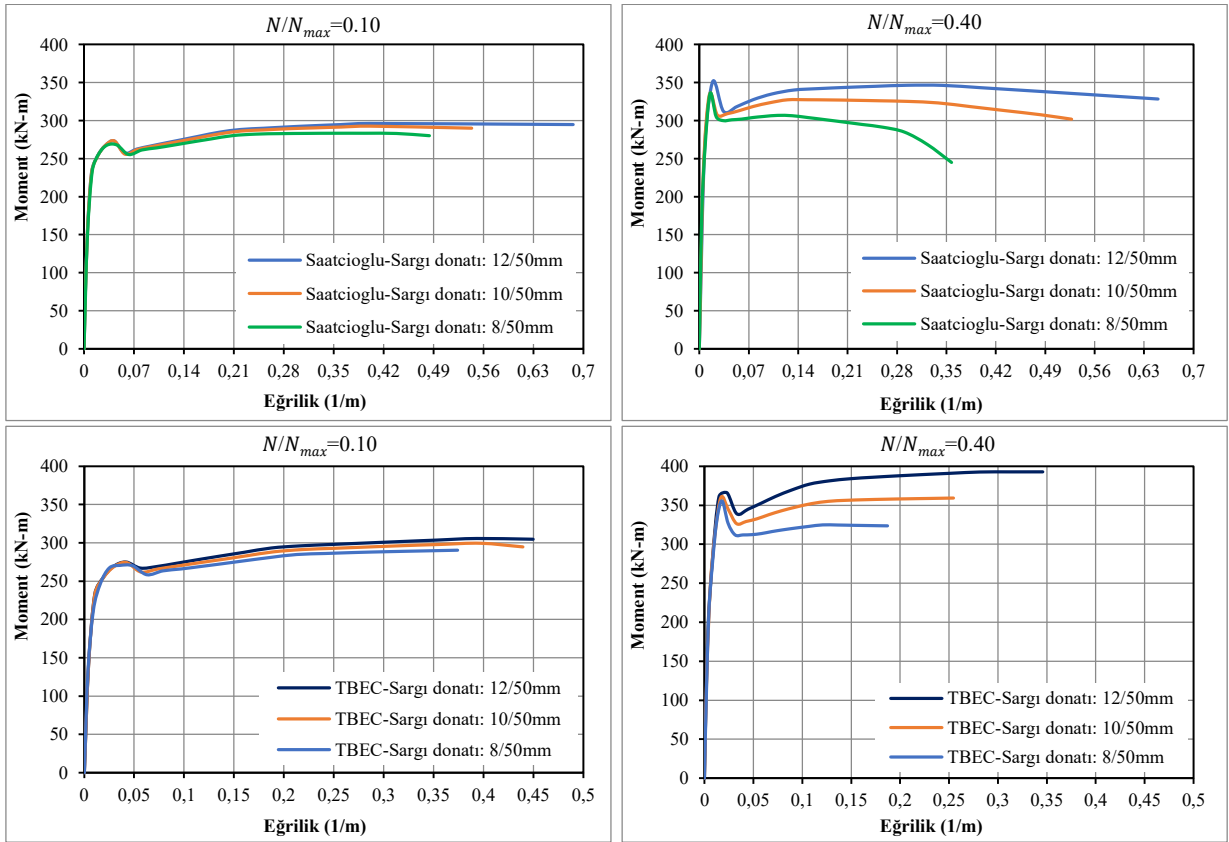 N/N_max=0.10
Moment (kN-m)
400
350
300
250
200
150
100
50
0
Saatcioglu-Sargı donatı: 12/50mm
Saatcioglu-Sargı donatı: 10/50mm
Saatcioglu-Sargı donatı: 8/50mm
0 0,07 0,14 0,21 0,28 0,35 0,42 0,49 0,56 0,63 0,7
Eğrilik (1/m)
N/N_max=0.40
Moment (kN-m)
400
350
300
250
200
150
100
50
0
Saatcioglu-Sargı donatı: 12/50mm
Saatcioglu-Sargı donatı: 10/50mm
Saatcioglu-Sargı donatı: 8/50mm
0 0,07 0,14 0,21 0,28 0,35 0,42 0,49 0,56 0,63 0,7
Eğrilik (1/m)
N/N_max=0.10
Moment (kN-m)
400
350
300
250
200
150
100
50
0
TBEC-Sargı donatı: 12/50mm
TBEC-Sargı donatı: 10/50mm
TBEC-Sargı donatı: 8/50mm
0 0,05 0,1 0,15 0,2 0,25 0,3 0,35 0,4 0,45 0,5
Eğrilik (1/m)
N/N_max=0.40
Moment (kN-m)
400
350
300
250
200
150
100
50
0
TBEC-Sargı donatı: 12/50mm
TBEC-Sargı donatı: 10/50mm
TBEC-Sargı donatı: 8/50mm
0 0,05 0,1 0,15 0,2 0,25 0,3 0,35 0,4 0,45 0,5
Eğrilik (1/m)